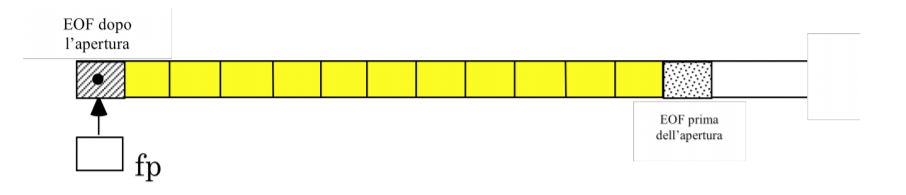 EOF dopo
l'apertura
EOF prima
dell'apertura
fp